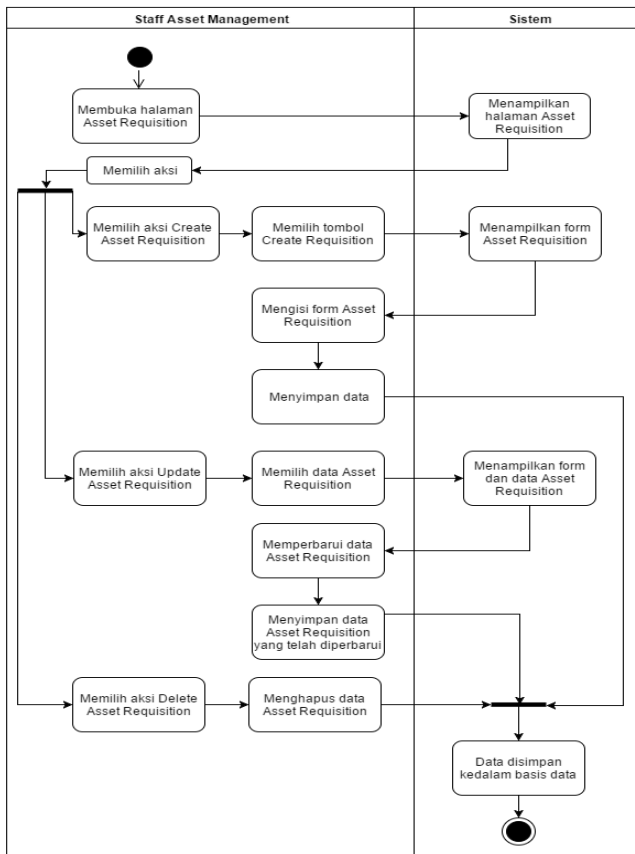 Staff Asset Management
Sistem
Membuka halaman
Asset Requisition
Menampilkan
halaman Asset
Requisition
Memilih aksi
Memilih aksi Create
Asset Requisition
Memilih tombol
Create Requisition
Menampilkan form
Asset Requisition
Mengisi form Asset
Requisition
Menyimpan data
Memilih aksi Update
Asset Requisition
Memilih data Asset
Requisition
Menampilkan form
dan data Asset
Requisition
Memperbarui data
Asset Requisition
Menyimpan data
Asset Requisition
yang telah diperbarui
Memilih aksi Delete
Asset Requisition
Menghapus data
Asset Requisition
Data disimpan
kedalam basis data